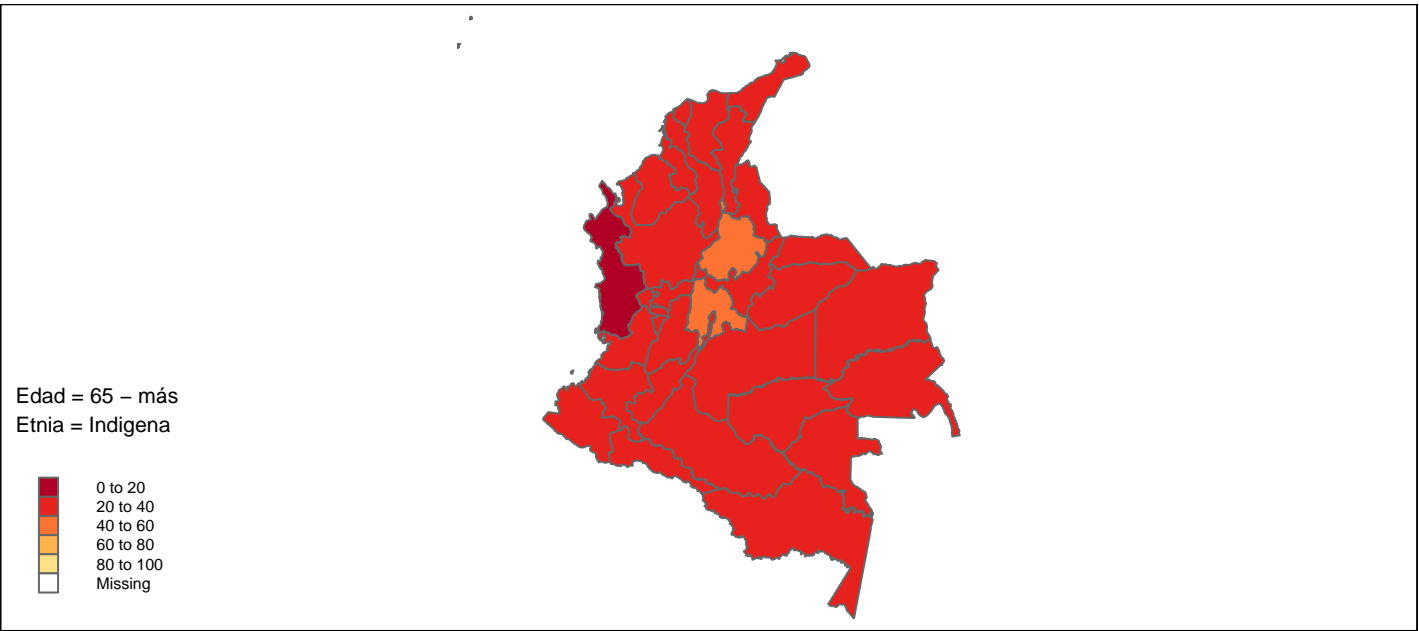 Edad = 65 − más
Etnia = Indigena
0 to 20
20 to 40
40 to 60
60 to 80
80 to 100
Missing